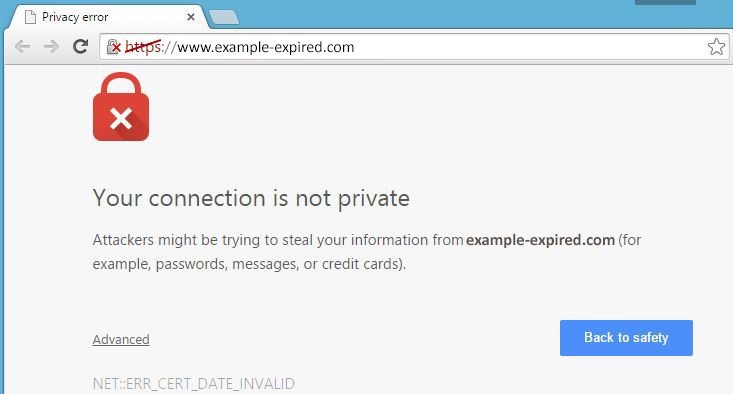 Privacy error
https://www.example-expired.com
Your connection is not private
Attackers might be trying to steal your information from example-expired.com (for
example, passwords, messages, or credit cards).
Advanced
Back to safety
NET::ERR_CERT_DATE_INVALID